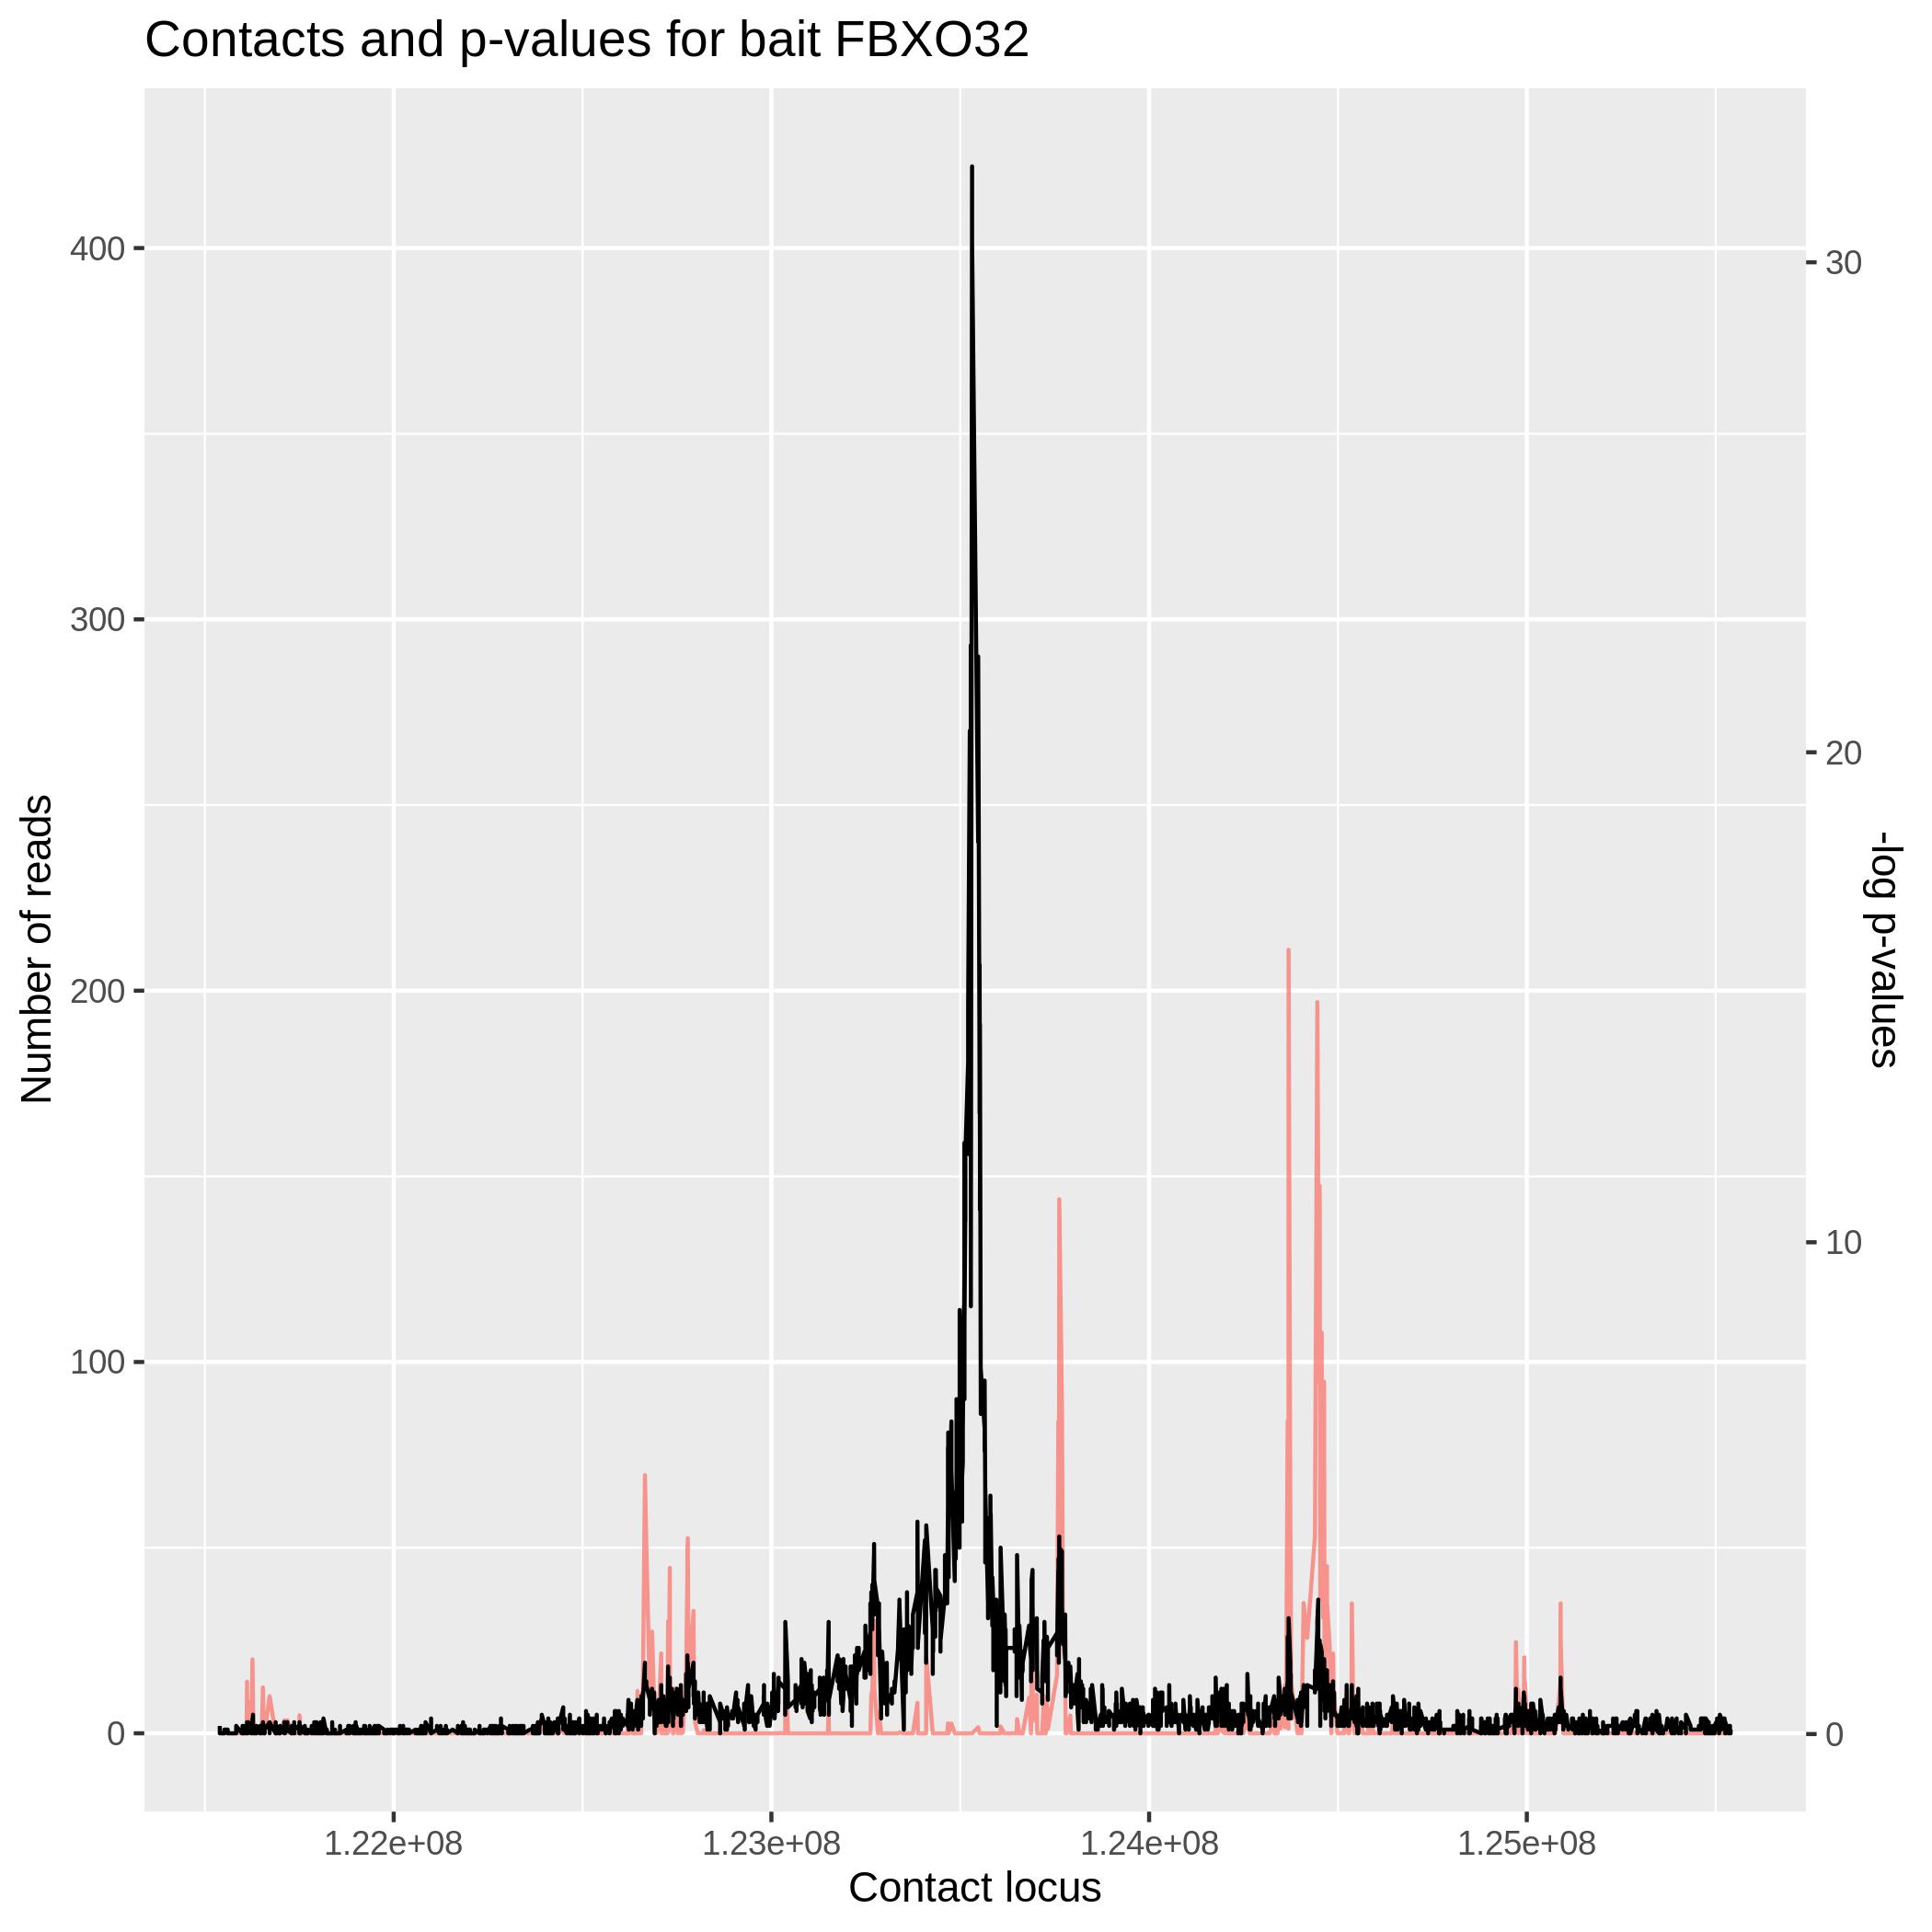 Contacts and p-values for bait FBXO32
400
300
200
100
0
Number of reads
30
20
10
0
-log p-values
1.22e+08 1.23e+08 1.24e+08 1.25e+08
Contact locus